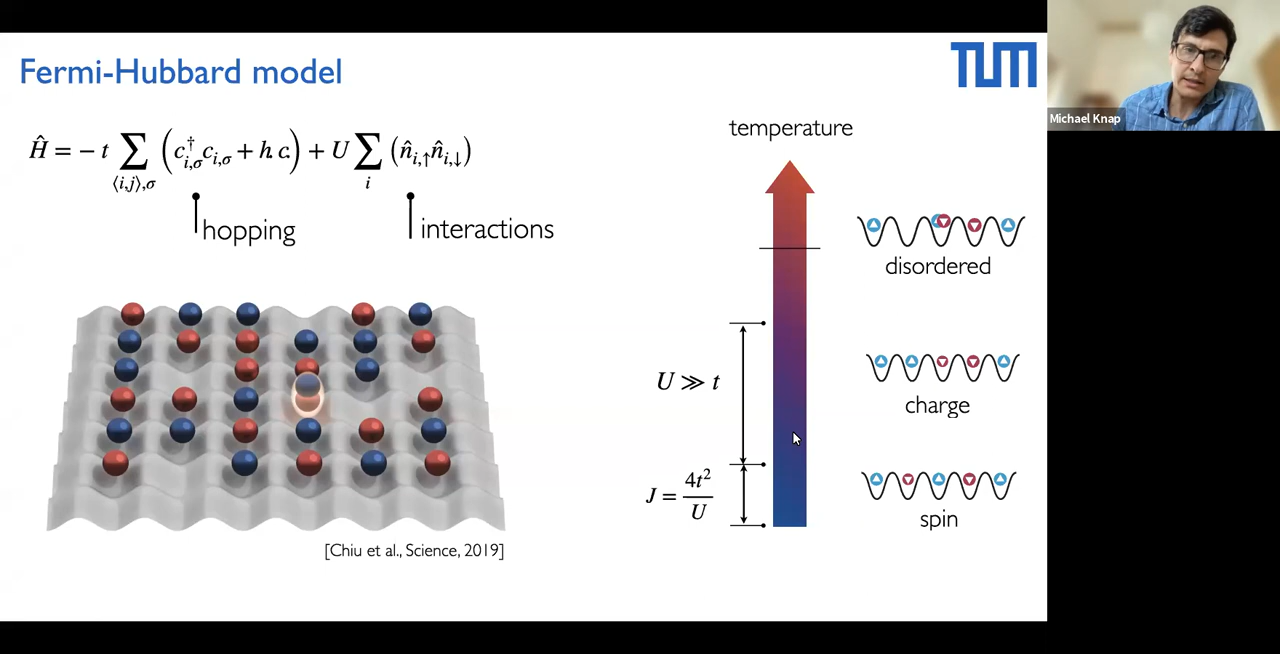 Fermi-Hubbard model
TUM
Michael Knap
Ĥ = − t ∑⟨i,j⟩,σ (c†i,σ ci,σ + h.c.) + U ∑i (n̂i,↑ n̂i,↓)
hopping
interactions
temperature
disordered
U ≫ t
charge
J = 4t²/U
spin
[Chiu et al., Science, 2019]